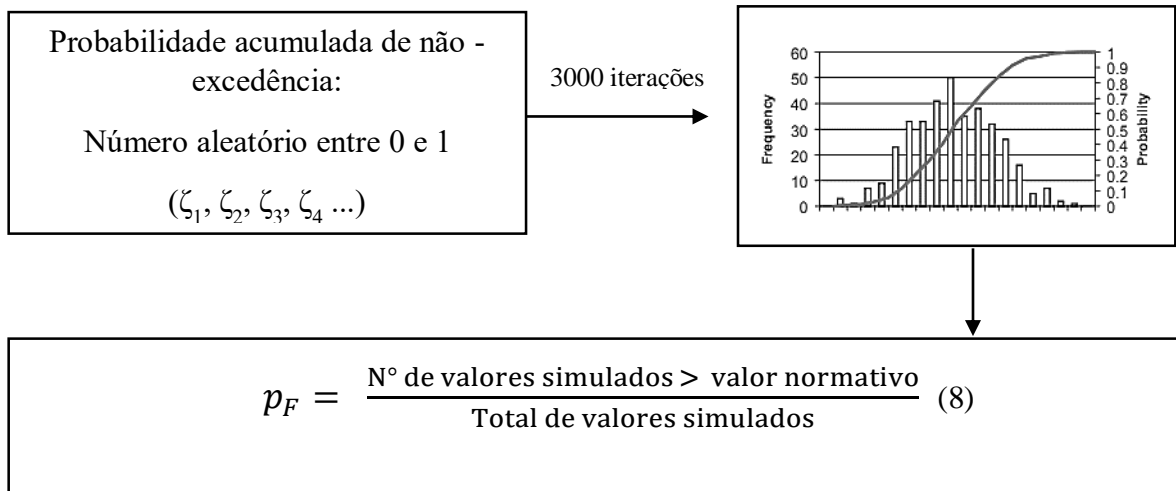 Probabilidade acumulada de não -
excedência:
Número aleatório entre 0 e 1
(ζ₁, ζ₂, ζ₃, ζ₄ ...)
3000 iterações
60
50
40
30
20
10
0
Frequency
1
0.9
0.8
0.7
0.6
0.5
0.4
0.3
0.2
0.1
0
Probability
p_F = N° de valores simulados > valor normativo (8)
Total de valores simulados